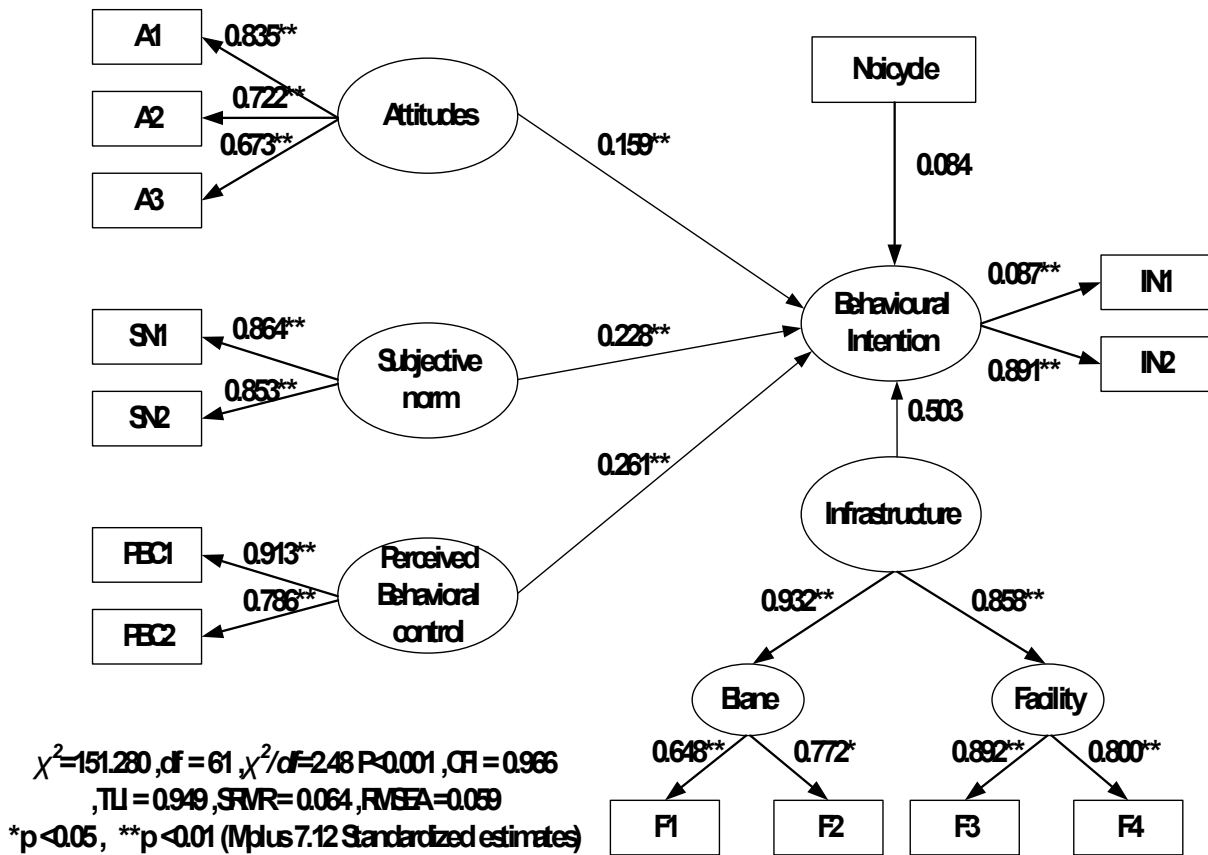 A1
0.835**
A2
0.722**
0.673**
A3
Attitudes
Nbicycle
0.159**
0.084
SN1
0.864**
SN2
0.853**
Subjective
norm
0.228**
Behavioural
Intention
0.087**
IN1
0.891**
IN2
0.503
0.261**
PBC1
0.913**
PBC2
0.786**
Perceived
Behavioral
control
Infrastructure
0.932**
0.858**
Blane
Facility
0.648**
0.772*
0.892**
0.800**
F1
F2
F3
F4
χ²=151.280 ,df = 61 ,χ²/df=2.48 P<0.001 ,CFI = 0.966
,TLI = 0.949 ,SRMR= 0.064 ,RMSEA=0.059
*p <0.05 , **p <0.01 (Mplus 7.12 Standardized estimates)